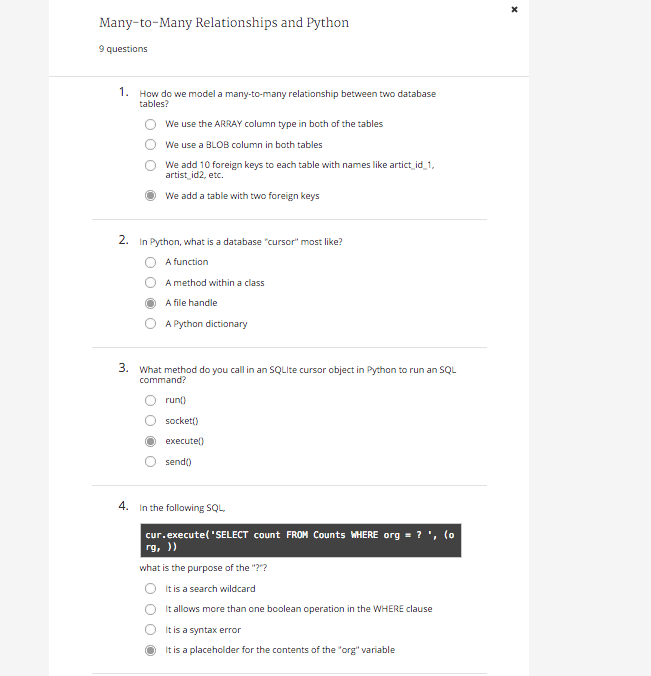 Many-to-Many Relationships and Python
9 questions
1. How do we model a many-to-many relationship between two database
tables?
We use the ARRAY column type in both of the tables
We use a BLOB column in both tables
We add 10 foreign keys to each table with names like artict_id_1,
artist_id2, etc.
We add a table with two foreign keys
2. In Python, what is a database "cursor" most like?
A function
A method within a class
A file handle
A Python dictionary
3. What method do you call in an SQLIte cursor object in Python to run an SQL
command?
run()
socket()
execute()
send()
4. In the following SQL,
cur.execute('SELECT count FROM Counts WHERE org = ? ', (o
rg, ))
what is the purpose of the "?"?
It is a search wildcard
It allows more than one boolean operation in the WHERE clause
It is a syntax error
It is a placeholder for the contents of the "org" variable